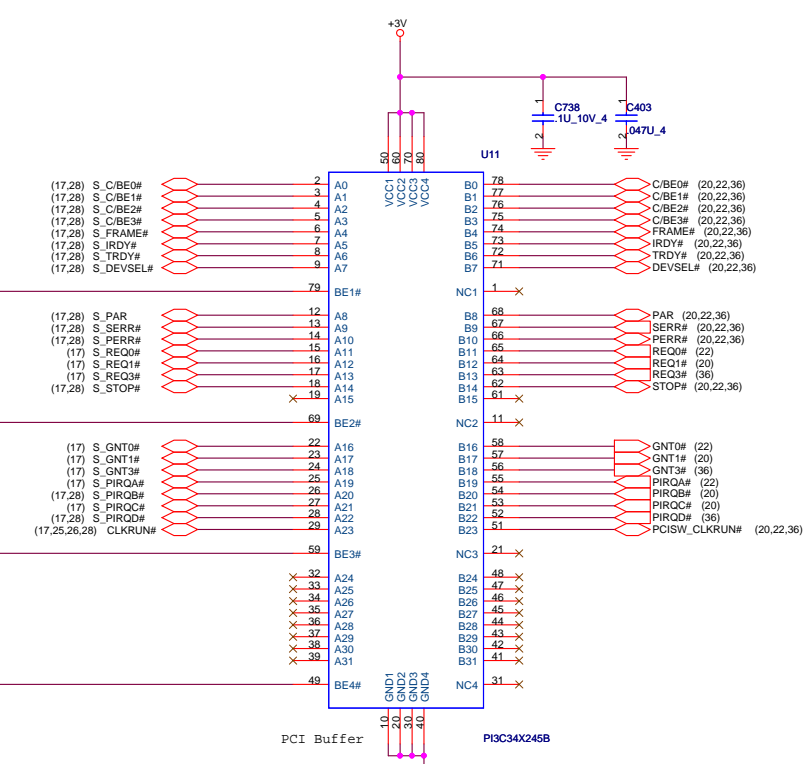 +3V
C738
.1U_10V_4
C403
.047U_4
1
2
1
2
U11
50 60 70 80
VCC1 VCC2 VCC3 VCC4
(17,28) S_C/BE0# 2 A0 B0 78 C/BE0# (20,22,36)
(17,28) S_C/BE1# 3 A1 B1 77 C/BE1# (20,22,36)
(17,28) S_C/BE2# 4 A2 B2 76 C/BE2# (20,22,36)
(17,28) S_C/BE3# 5 A3 B3 75 C/BE3# (20,22,36)
(17,28) S_FRAME# 6 A4 B4 74 FRAME# (20,22,36)
(17,28) S_IRDY# 7 A5 B5 73 IRDY# (20,22,36)
(17,28) S_TRDY# 8 A6 B6 72 TRDY# (20,22,36)
(17,28) S_DEVSEL# 9 A7 B7 71 DEVSEL# (20,22,36)
79 BE1# NC1 1
(17,28) S_PAR 12 A8 B8 68 PAR (20,22,36)
(17,28) S_SERR# 13 A9 B9 67 SERR# (20,22,36)
(17,28) S_PERR# 14 A10 B10 66 PERR# (20,22,36)
(17) S_REQ0# 15 A11 B11 65 REQ0# (22)
(17) S_REQ1# 16 A12 B12 64 REQ1# (20)
(17) S_REQ3# 17 A13 B13 63 REQ3# (36)
(17,28) S_STOP# 18 A14 B14 62 STOP# (20,22,36)
19 A15 B15 61
69 BE2# NC2 11
(17) S_GNT0# 22 A16 B16 58 GNT0# (22)
(17) S_GNT1# 23 A17 B17 57 GNT1# (20)
(17) S_GNT3# 24 A18 B18 56 GNT3# (36)
(17) S_PIRQA# 25 A19 B19 55 PIRQA# (22)
(17,28) S_PIRQB# 26 A20 B20 54 PIRQB# (20)
(17) S_PIRQC# 27 A21 B21 53 PIRQC# (20)
(17,28) S_PIRQD# 28 A22 B22 52 PIRQD# (36)
(17,25,26,28) CLKRUN# 29 A23 B23 51 PCISW_CLKRUN# (20,22,36)
59 BE3# NC3 21
32 A24 B24 48
33 A25 B25 47
34 A26 B26 46
35 A27 B27 45
36 A28 B28 44
37 A29 B29 43
38 A30 B30 42
39 A31 B31 41
49 BE4# NC4 31
GND1 GND2 GND3 GND4
10 20 30 40
PCI Buffer
PI3C34X245B